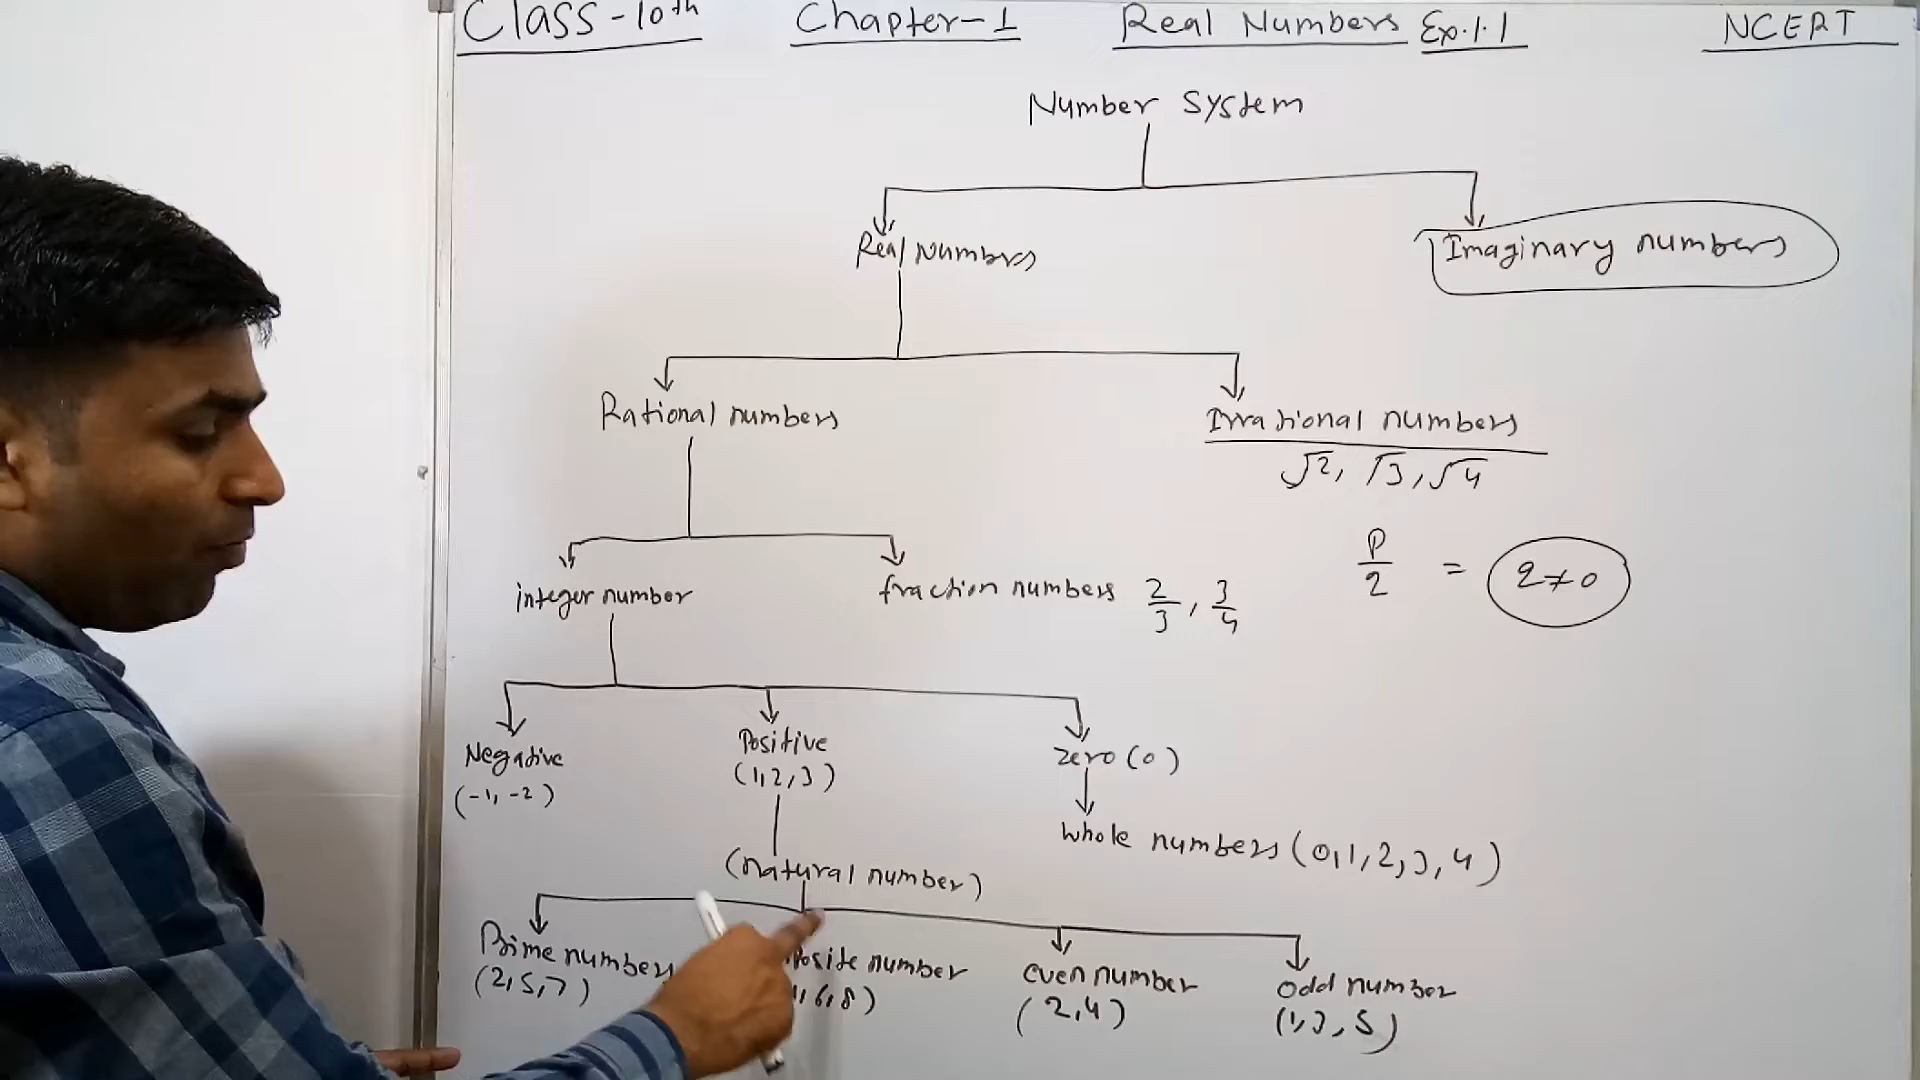 Class-10th Chapter-1 Real Numbers Ex.1.1 NCERT
Number System
Real Numbers Imaginary numbers
Rational numbers Irrational numbers
√2, √3, √4
P/2 = 2≠0
integer number fraction numbers 2/3, 3/4
Negative Positive Zero (0)
(-1, -2) (1,2,3)
whole numbers (0,1,2,3,4)
(natural number)
Prime numbers number even number odd number
(2,5,7) 6,8) (2,4) (1,3,5)